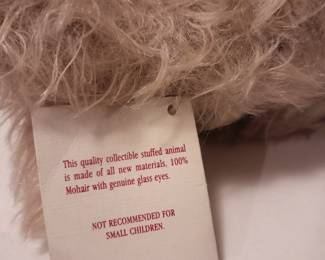 This quality collectible stuffed animal
is made of all new materials. 100%
Mohair with genuine glass eyes.
NOT RECOMMENDED FOR
SMALL CHILDREN.